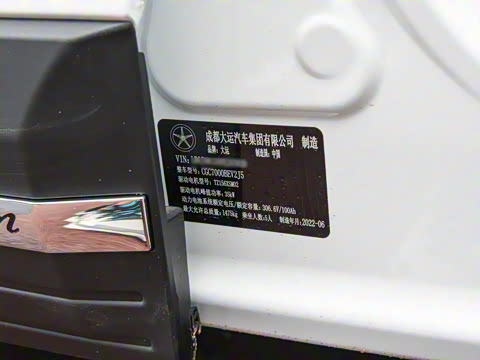 成都大运汽车集团有限公司 制造
品牌：大运 制造国：中国
VIN：
整车型号：CGC7000BEV2J5
驱动电机型号：TZ156XM02
驱动电机峰值功率：35kW
动力电池系统额定电压/额定容量：306.6V/100Ah
最大允许总质量：1475kg 乘坐人数：5人 制造年月：2022-06